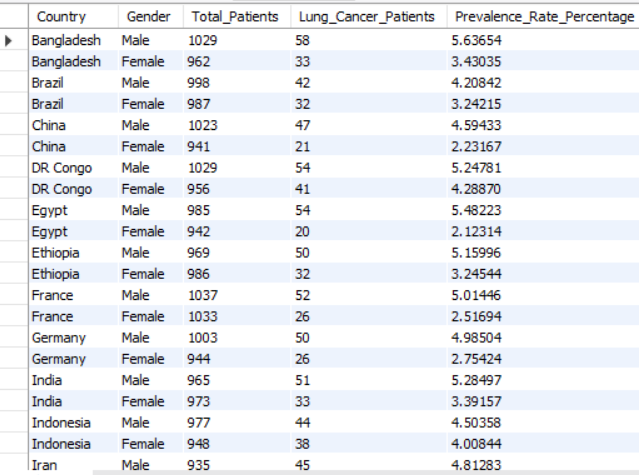 Country Gender Total_Patients Lung_Cancer_Patients Prevalence_Rate_Percentage
Bangladesh Male 1029 58 5.63654
Bangladesh Female 962 33 3.43035
Brazil Male 998 42 4.20842
Brazil Female 987 32 3.24215
China Male 1023 47 4.59433
China Female 941 21 2.23167
DR Congo Male 1029 54 5.24781
DR Congo Female 956 41 4.28870
Egypt Male 985 54 5.48223
Egypt Female 942 20 2.12314
Ethiopia Male 969 50 5.15996
Ethiopia Female 986 32 3.24544
France Male 1037 52 5.01446
France Female 1033 26 2.51694
Germany Male 1003 50 4.98504
Germany Female 944 26 2.75424
India Male 965 51 5.28497
India Female 973 33 3.39157
Indonesia Male 977 44 4.50358
Indonesia Female 948 38 4.00844
Iran Male 935 45 4.81283